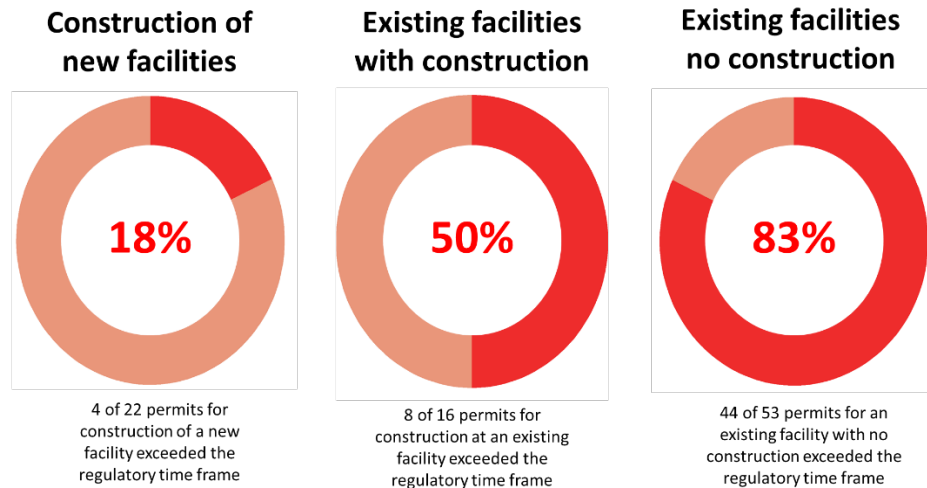 Construction of
new facilities
18%
4 of 22 permits for
construction of a new
facility exceeded the
regulatory time frame
Existing facilities
with construction
50%
8 of 16 permits for
construction at an existing
facility exceeded the
regulatory time frame
Existing facilities
no construction
83%
44 of 53 permits for an
existing facility with no
construction exceeded the
regulatory time frame